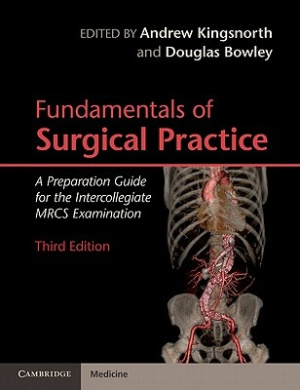 EDITED BY Andrew Kingsnorth
and Douglas Bowley
Fundamentals of
Surgical Practice
A Preparation Guide
for the Intercollegiate
MRCS Examination
Third Edition
CAMBRIDGE
Medicine